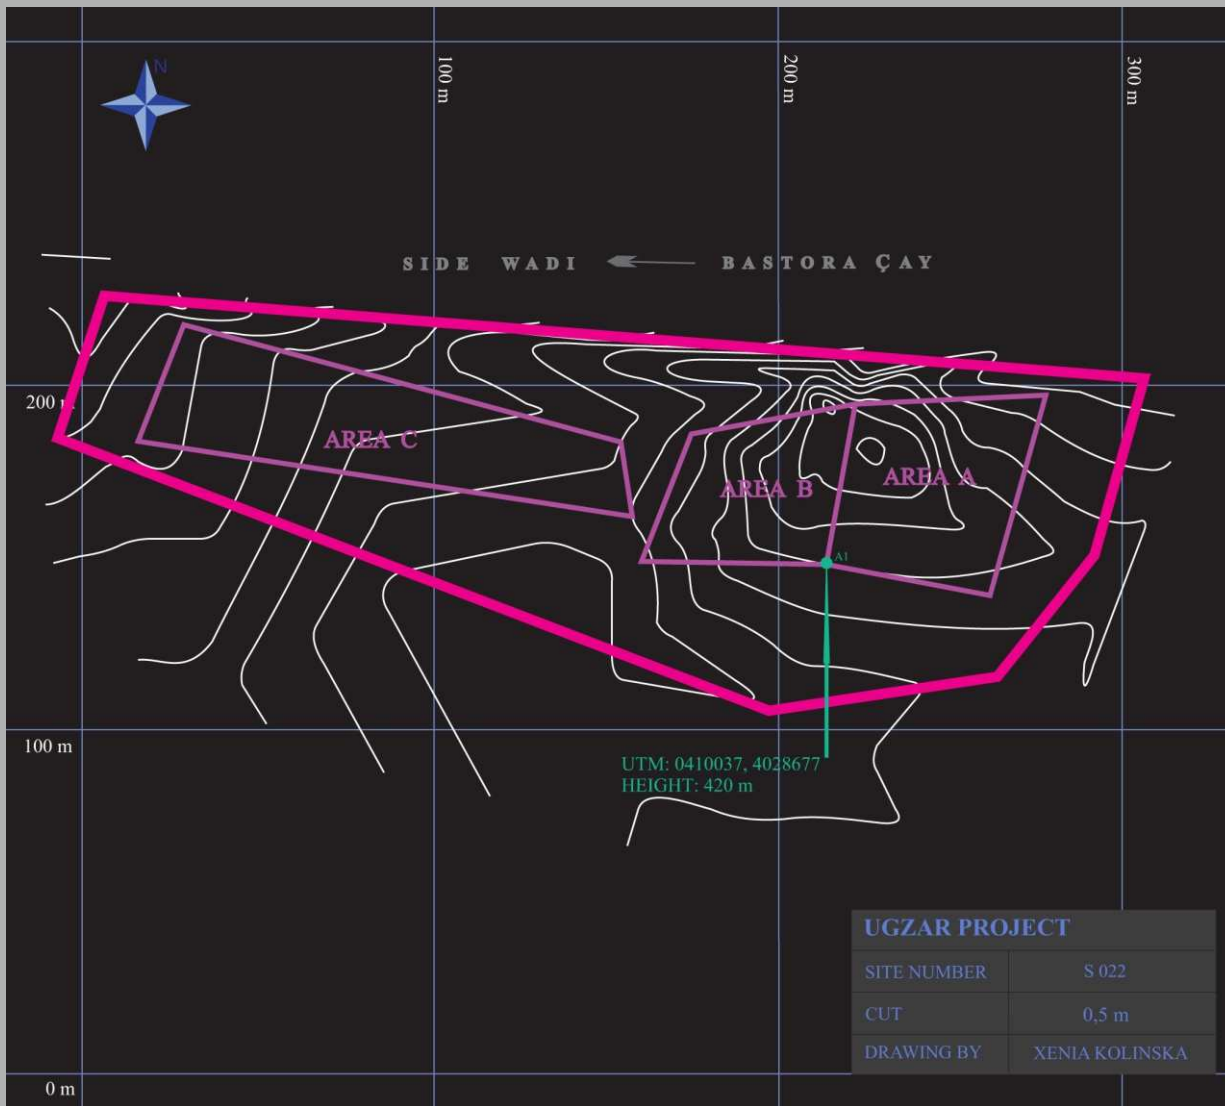 N
100 m
200 m
300 m
SIDE WADI
BASTORA ÇAY
200 m
AREA C
AREA B
AREA A
A1
100 m
UTM: 0410037, 4028677
HEIGHT: 420 m
UGZAR PROJECT
SITE NUMBER S 022
CUT 0,5 m
DRAWING BY XENIA KOLINSKA
0 m